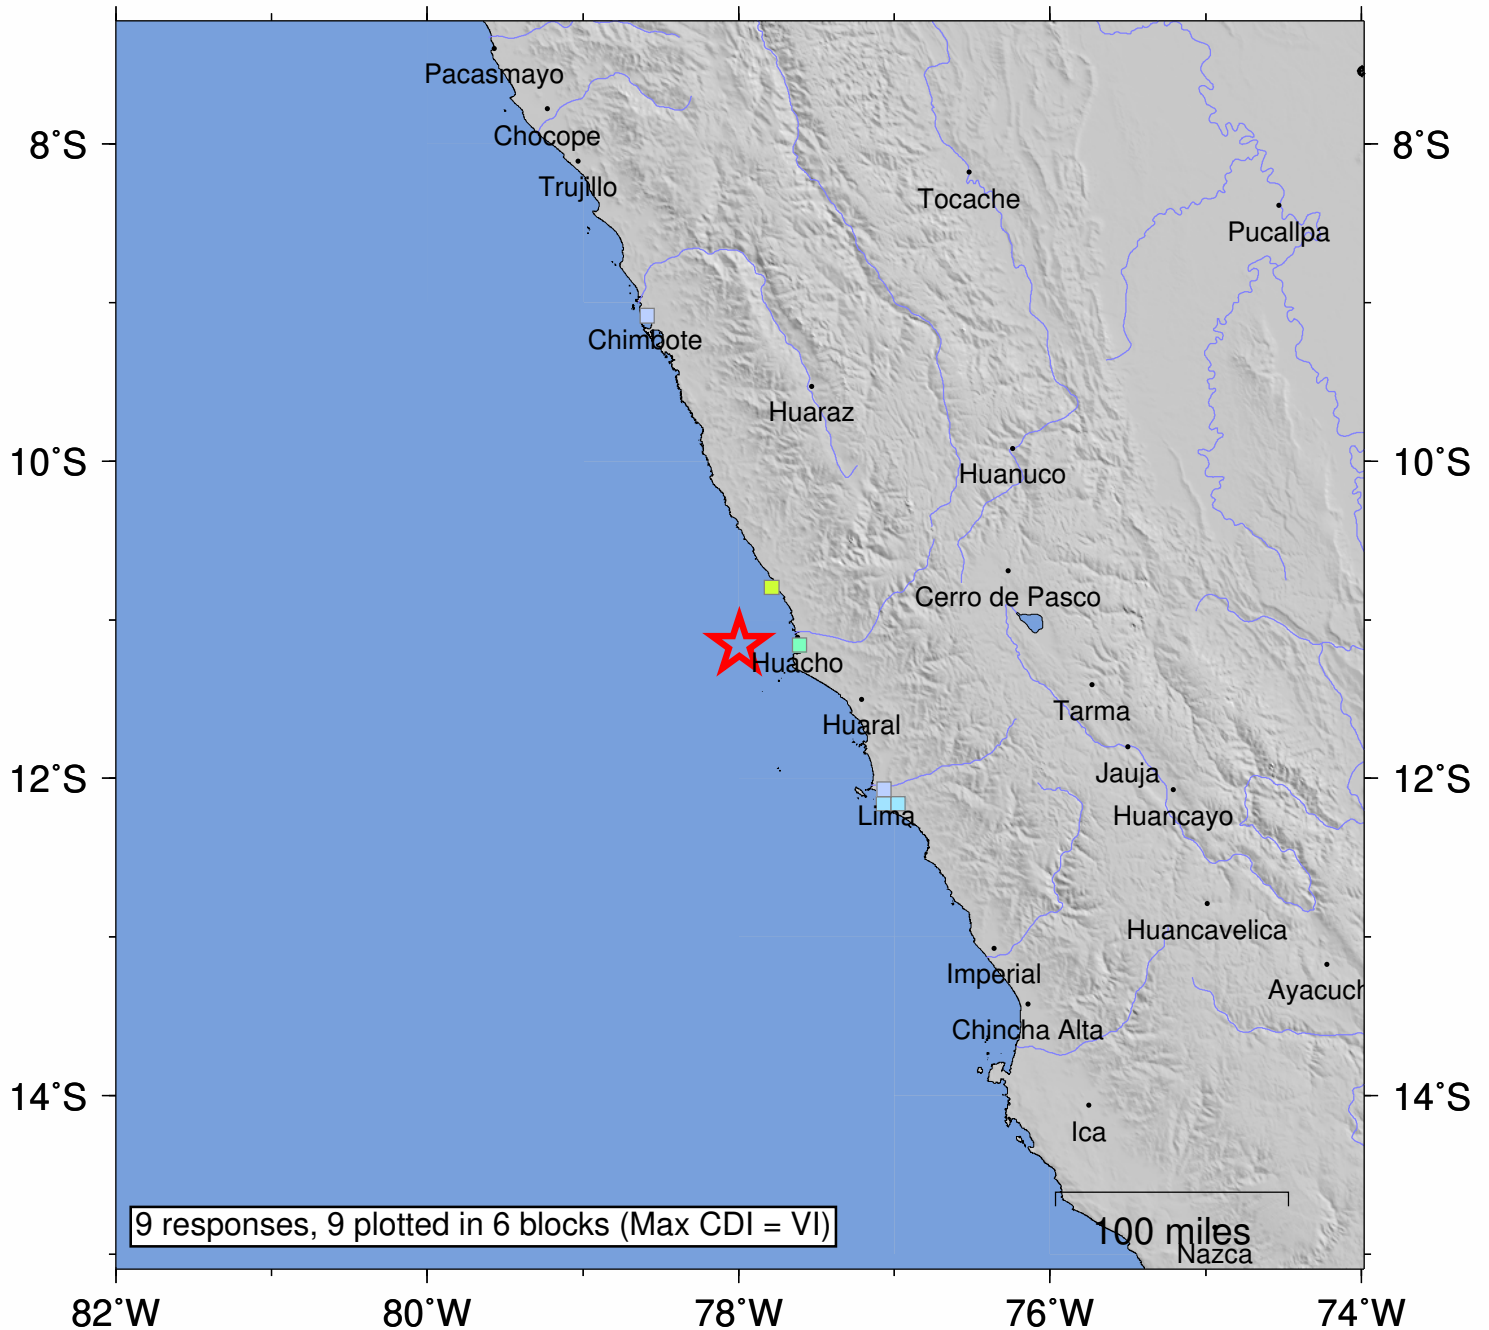 Pacasmayo
Chocope
8°S
8°S
Trujillo
Tocache
Pucallpa
Chimbote
Huaraz
10°S
10°S
Huanuco
Cerro de Pasco
Huacho
Tarma
Huaral
12°S
12°S
Jauja
Lima
Huancayo
Huancavelica
Imperial
Ayacuch
Chincha Alta
14°S
14°S
Ica
9 responses, 9 plotted in 6 blocks (Max CDI = VI)
100 miles
Nazca
82°W
80°W
78°W
76°W
74°W